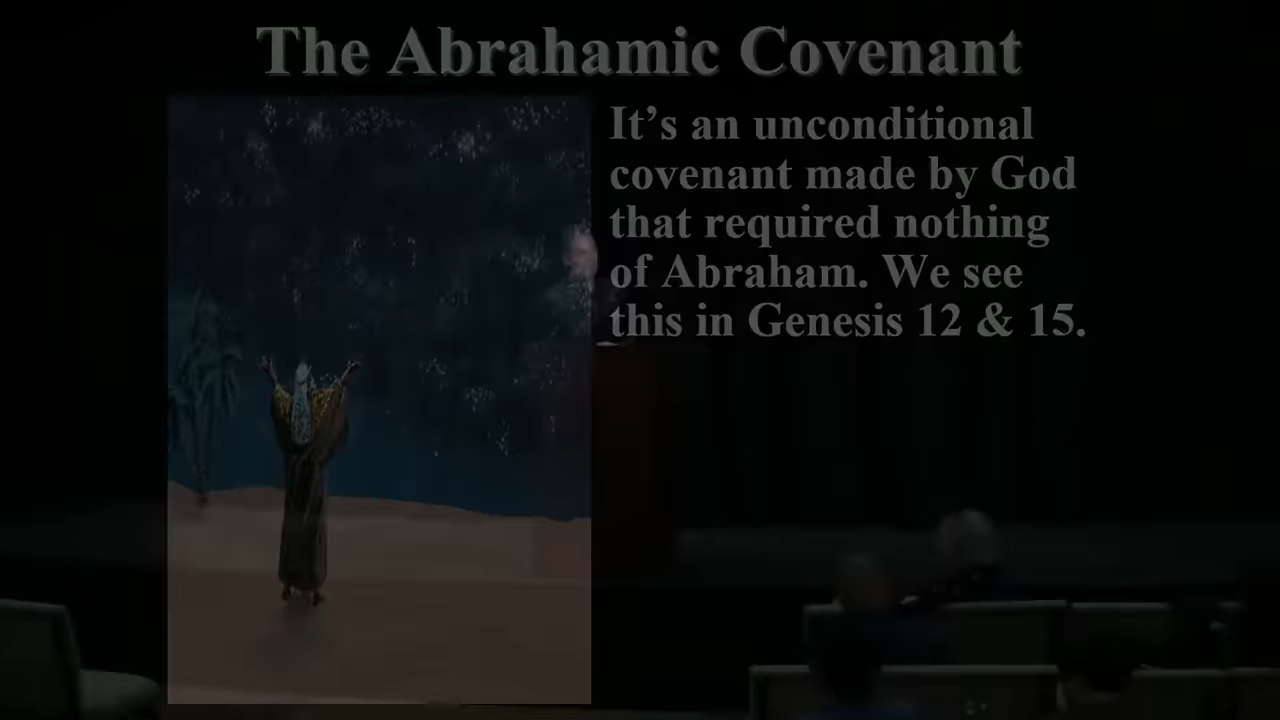 The Abrahamic Covenant
It’s an unconditional
covenant made by God
that required nothing
of Abraham. We see
this in Genesis 12 & 15.